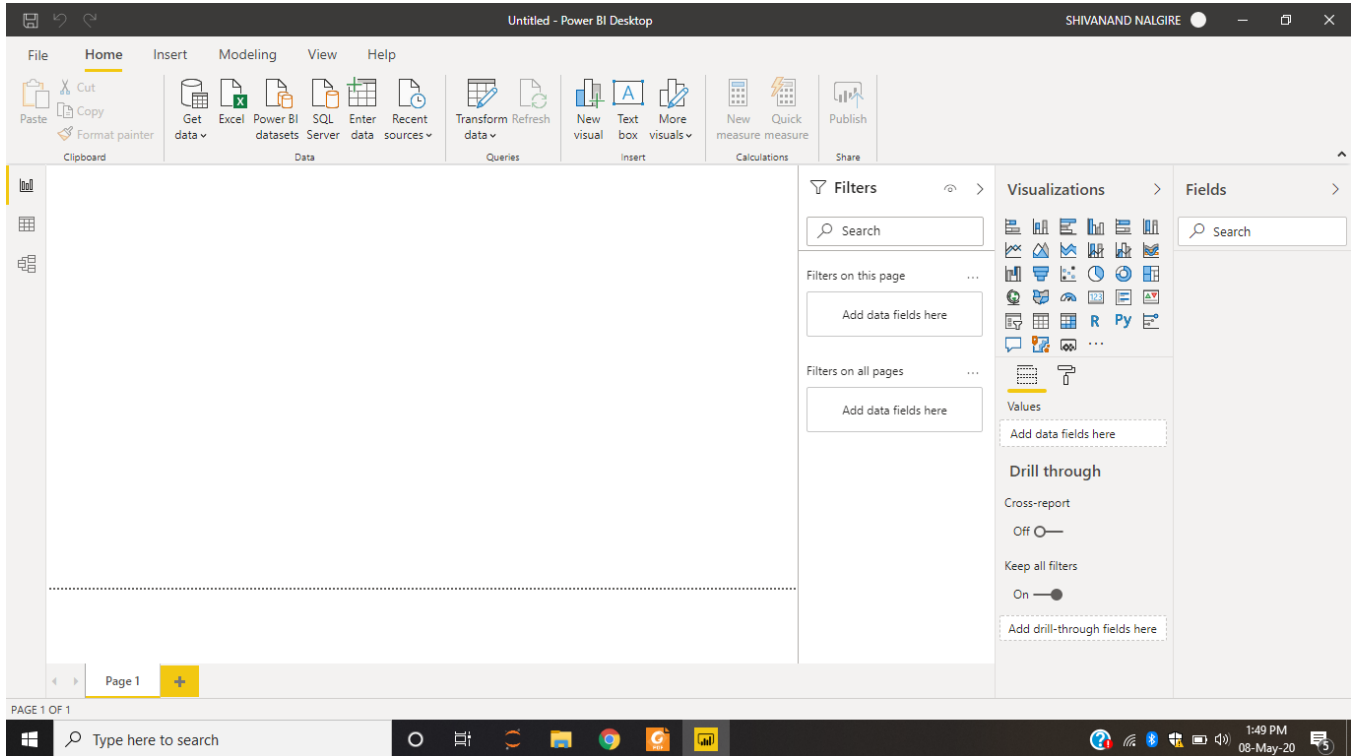 Untitled - Power BI Desktop
SHIVANAND NALGIRE
File Home Insert Modeling View Help
Paste
Cut
Copy
Format painter
Clipboard
Get data
Excel
Power BI datasets
SQL Server
Enter data
Recent sources
Data
Transform data
Refresh
Queries
New visual
Text box
More visuals
Insert
New measure
Quick measure
Calculations
Publish
Share
Filters
Search
Filters on this page
...
Add data fields here
Filters on all pages
...
Add data fields here
Visualizations
123
R
Py
...
Values
Add data fields here
Drill through
Cross-report
Off
Keep all filters
On
Add drill-through fields here
Fields
Search
Page 1
+
PAGE 1 OF 1
Type here to search
1:49 PM
08-May-20